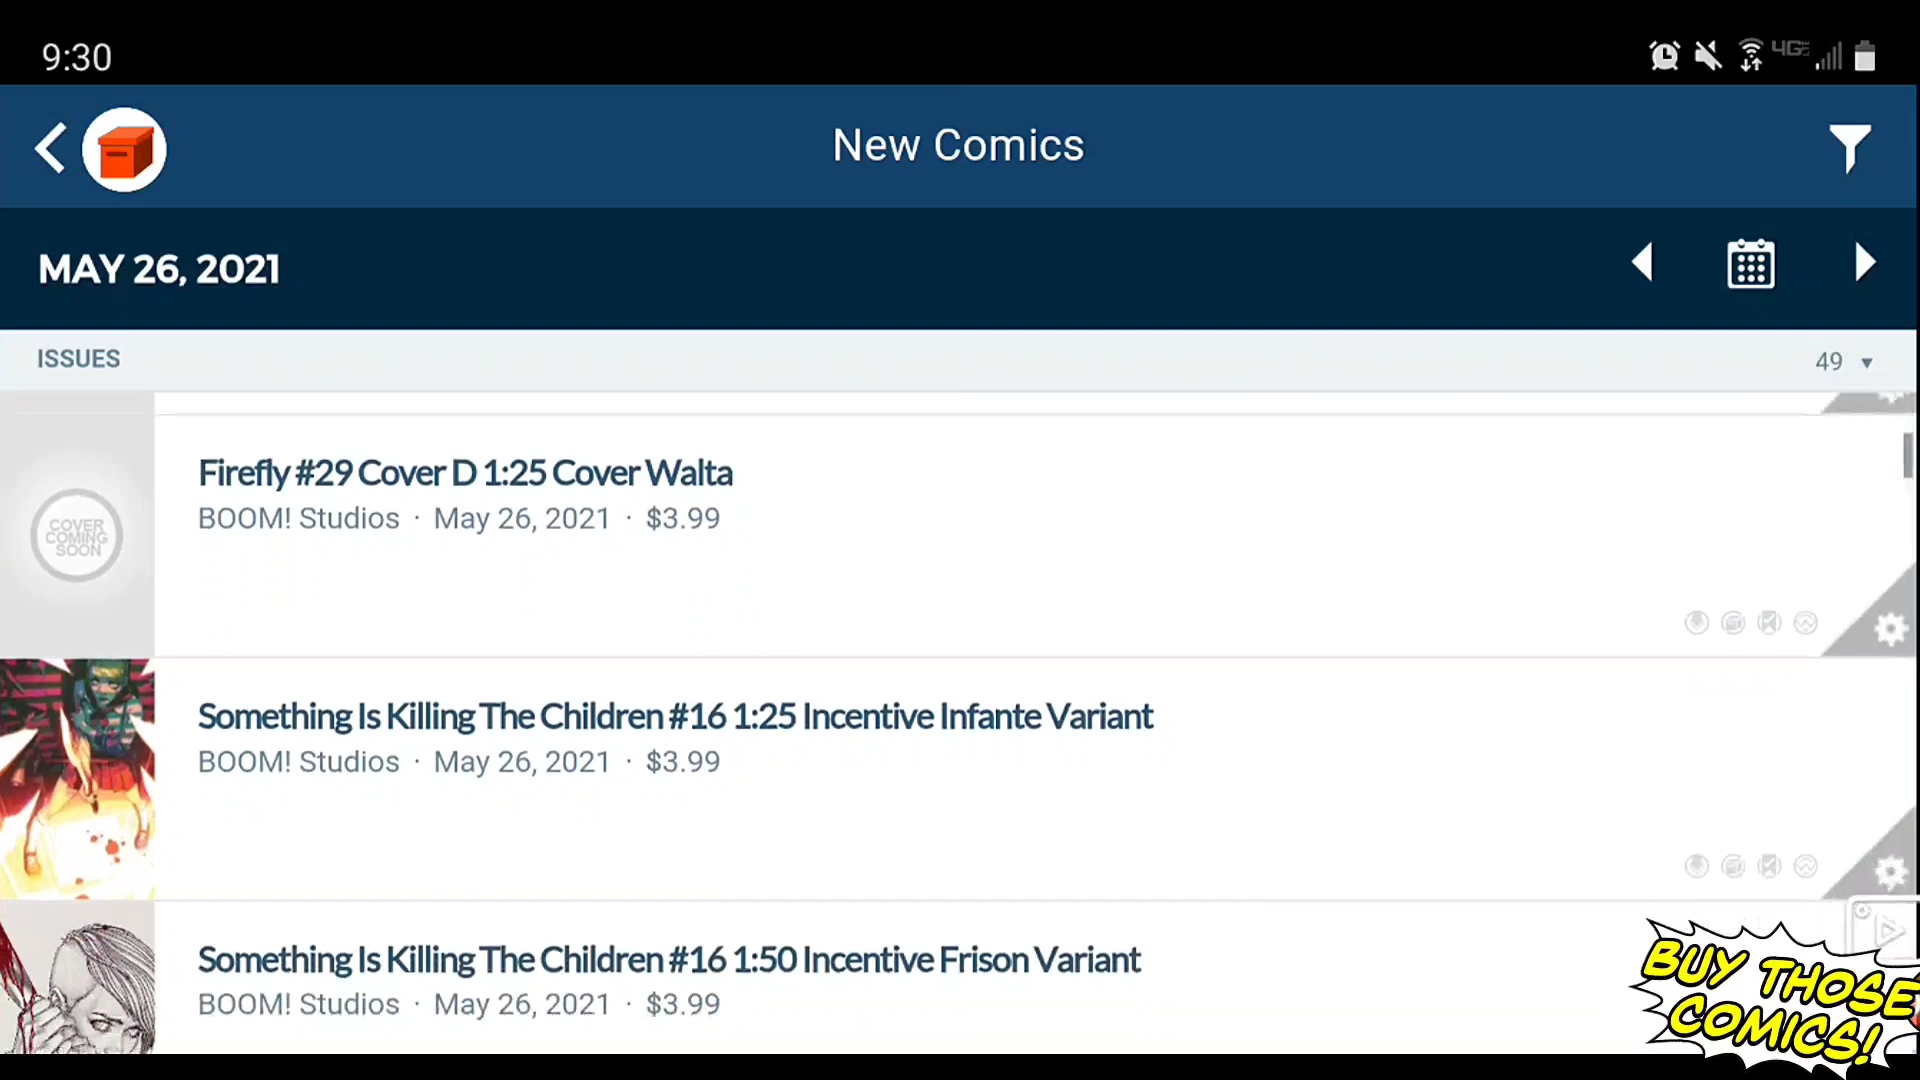 9:30
4GE
New Comics
MAY 26, 2021
ISSUES
49
Firefly #29 Cover D 1:25 Cover Walta
BOOM! Studios · May 26, 2021 · $3.99
COVER
COMING
SOON
Something Is Killing The Children #16 1:25 Incentive Infante Variant
BOOM! Studios · May 26, 2021 · $3.99
Something Is Killing The Children #16 1:50 Incentive Frison Variant
BOOM! Studios · May 26, 2021 · $3.99
BUY THOSE
COMICS!